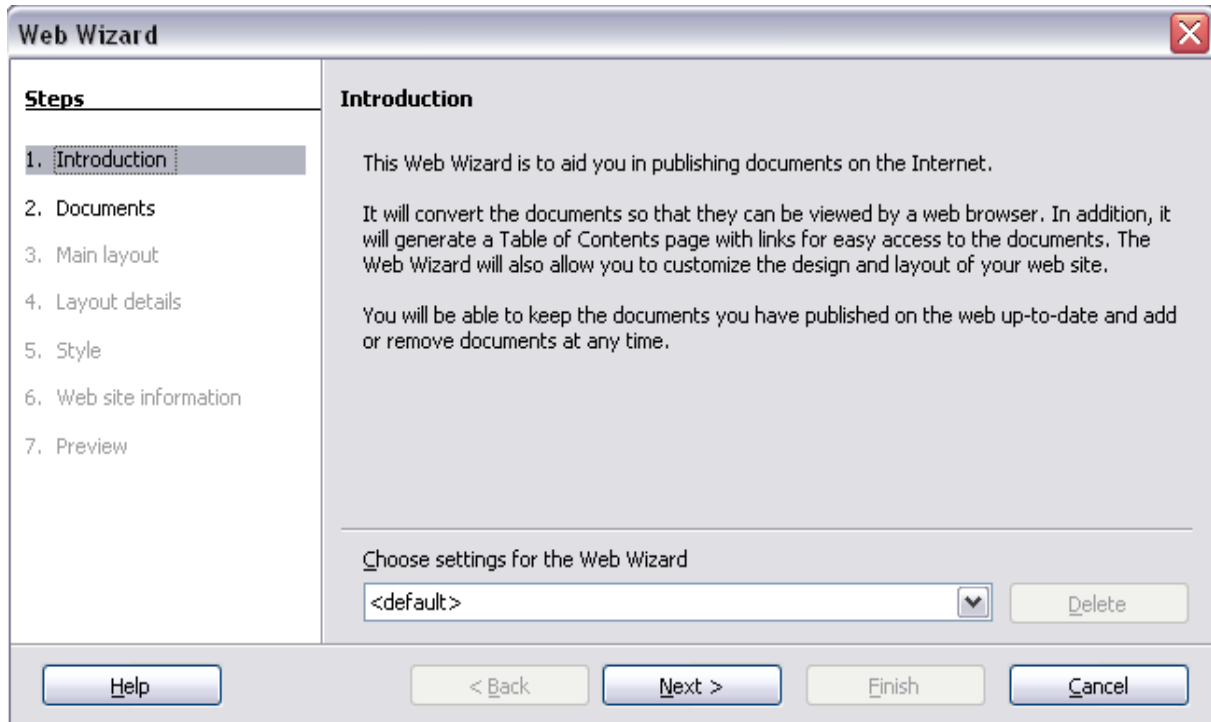 Web Wizard
Steps
1. Introduction
2. Documents
3. Main layout
4. Layout details
5. Style
6. Web site information
7. Preview
Introduction
This Web Wizard is to aid you in publishing documents on the Internet.
It will convert the documents so that they can be viewed by a web browser. In addition, it
will generate a Table of Contents page with links for easy access to the documents. The
Web Wizard will also allow you to customize the design and layout of your web site.
You will be able to keep the documents you have published on the web up-to-date and add
or remove documents at any time.
Choose settings for the Web Wizard
<default>
Delete
Help
< Back
Next >
Finish
Cancel